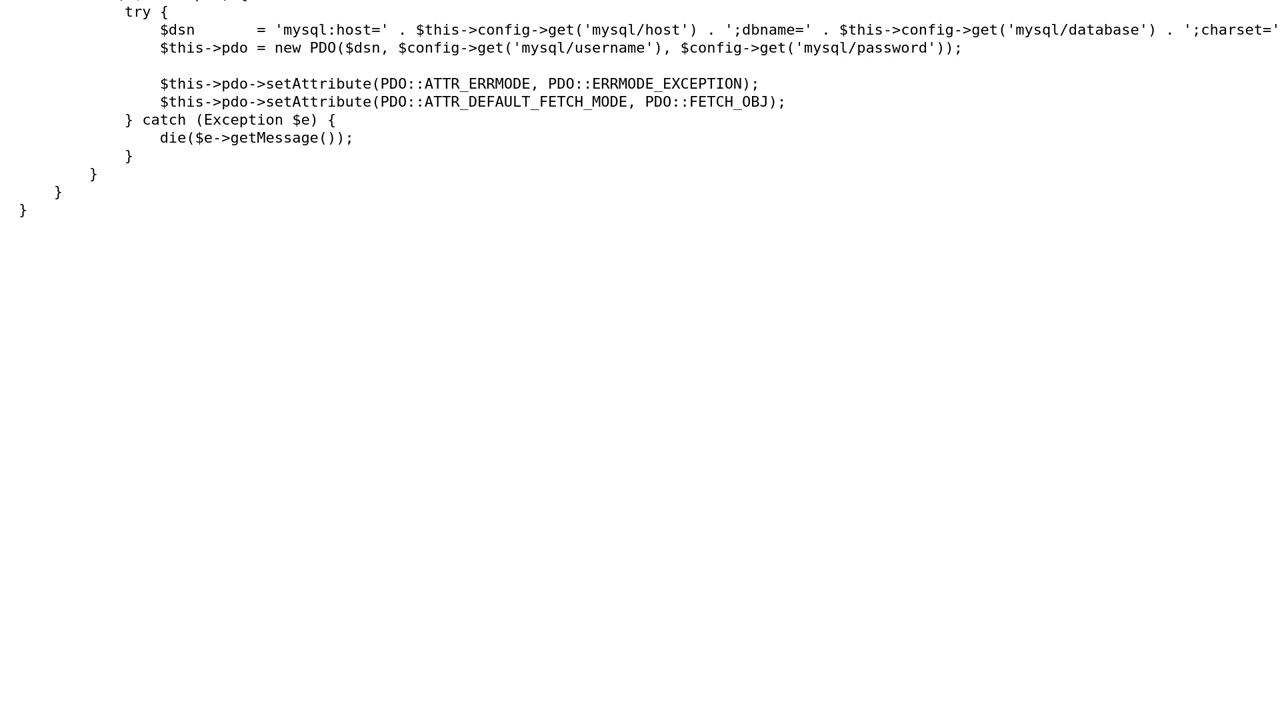 try {
$dsn       = 'mysql:host=' . $this->config->get('mysql/host') . ';dbname=' . $this->config->get('mysql/database') . ';charset='
$this->pdo = new PDO($dsn, $config->get('mysql/username'), $config->get('mysql/password'));
$this->pdo->setAttribute(PDO::ATTR_ERRMODE, PDO::ERRMODE_EXCEPTION);
$this->pdo->setAttribute(PDO::ATTR_DEFAULT_FETCH_MODE, PDO::FETCH_OBJ);
} catch (Exception $e) {
die($e->getMessage());
}
}
}
}